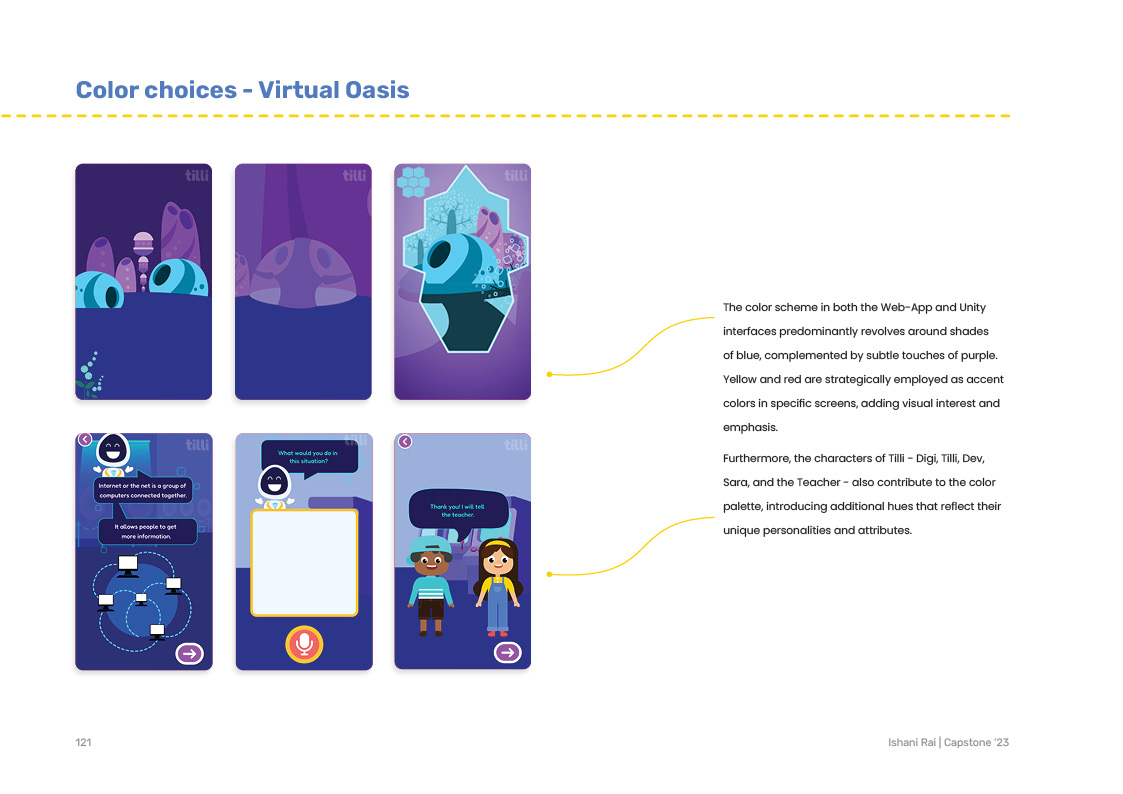 Color choices - Virtual Oasis
tilli
tilli
tilli
tilli
Internet or the net is a group of
computers connected together.
It allows people to get
more information.
tilli
What would you do in
this situation?
tilli
Thank you! I will tell
the teacher.
The color scheme in both the Web-App and Unity
interfaces predominantly revolves around shades
of blue, complemented by subtle touches of purple.
Yellow and red are strategically employed as accent
colors in specific screens, adding visual interest and
emphasis.
Furthermore, the characters of Tilli - Digi, Tilli, Dev,
Sara, and the Teacher - also contribute to the color
palette, introducing additional hues that reflect their
unique personalities and attributes.
121
Ishani Rai | Capstone '23